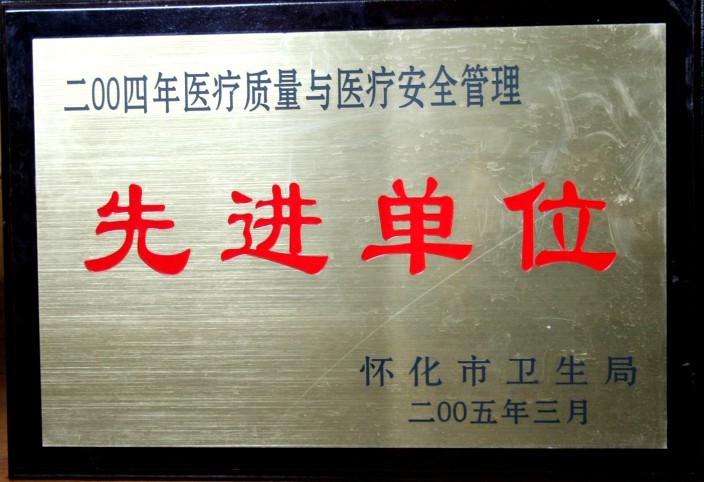 二00四年医疗质量与医疗安全管理
先进单位
怀化市卫生局
二00五年三月